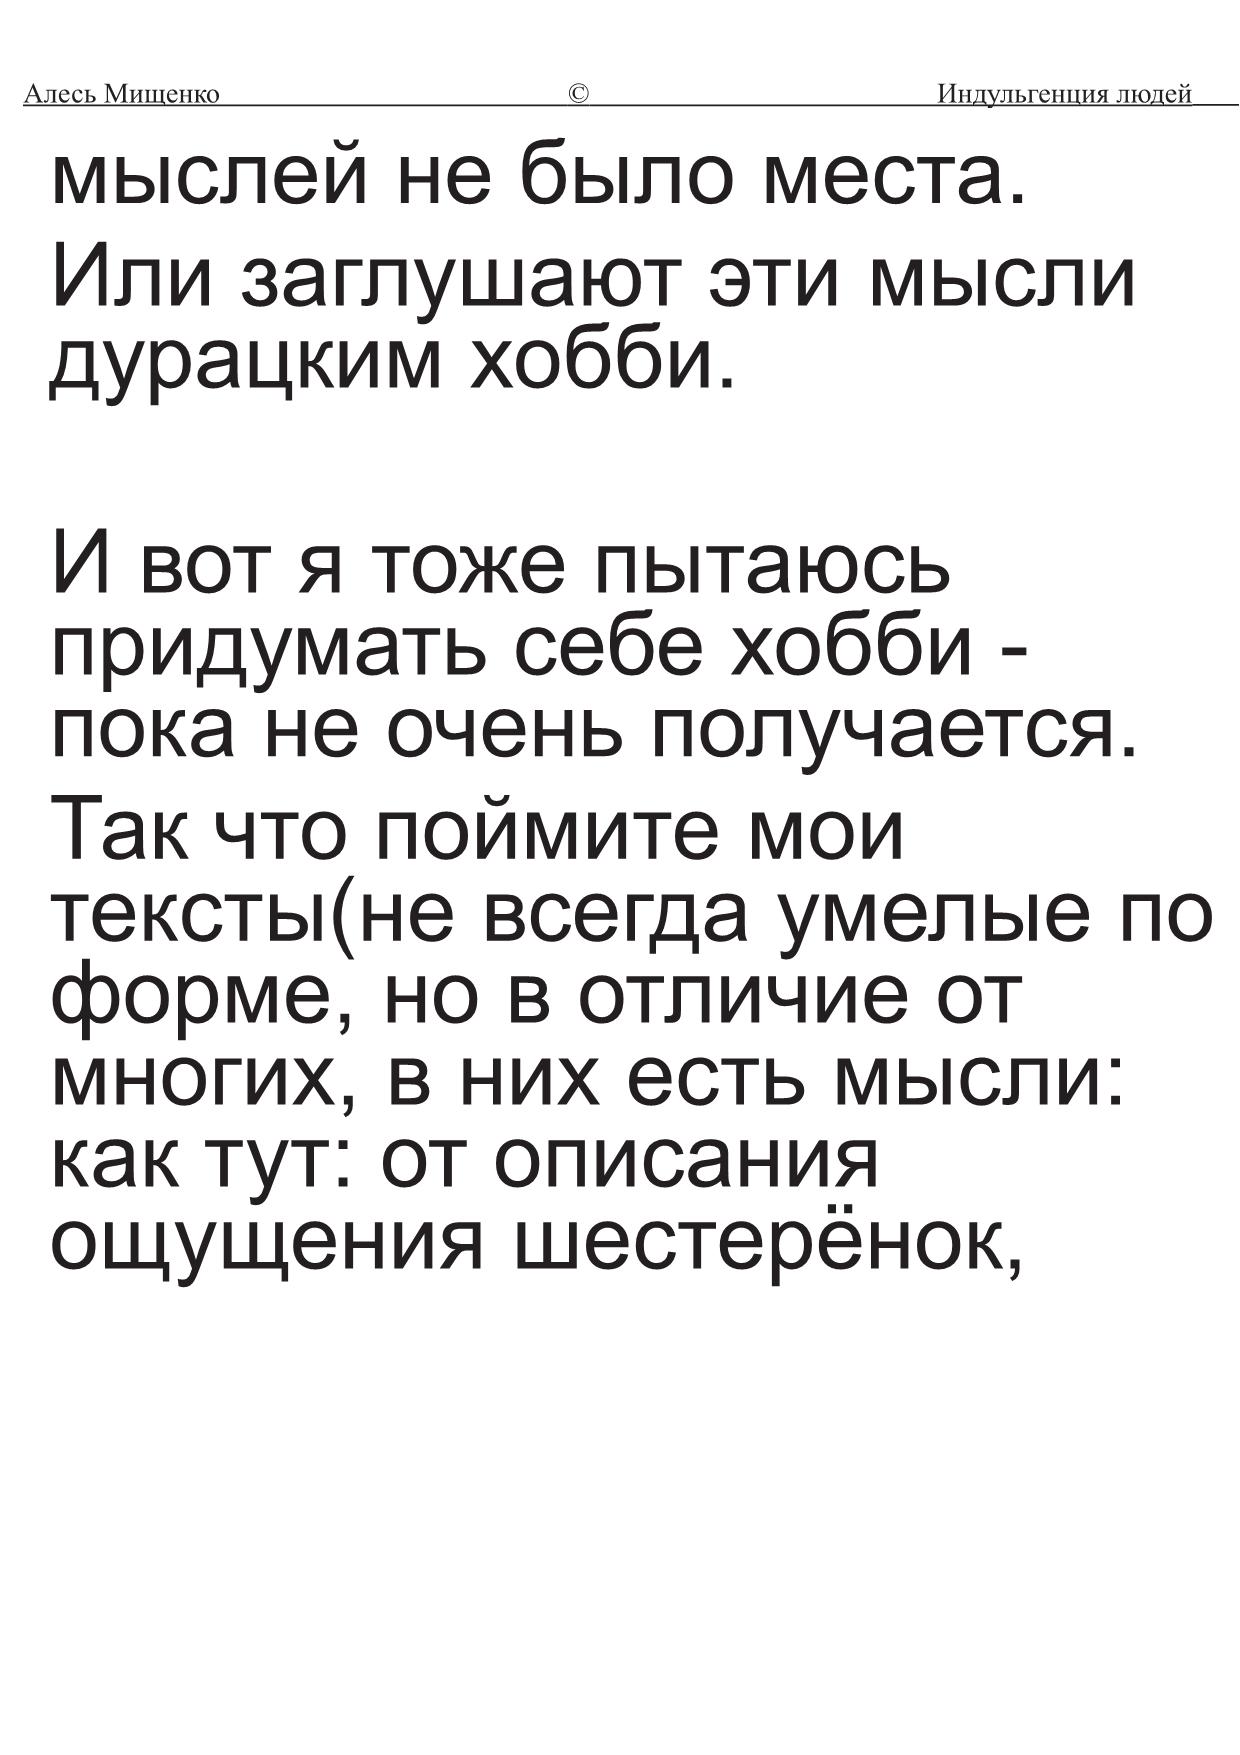 Алесь Мищенко © Индульгенция людей
мыслей не было места.
Или заглушают эти мысли
дурацким хобби.
И вот я тоже пытаюсь
придумать себе хобби -
пока не очень получается.
Так что поймите мои
тексты(не всегда умелые по
форме, но в отличие от
многих, в них есть мысли:
как тут: от описания
ощущения шестерёнок,